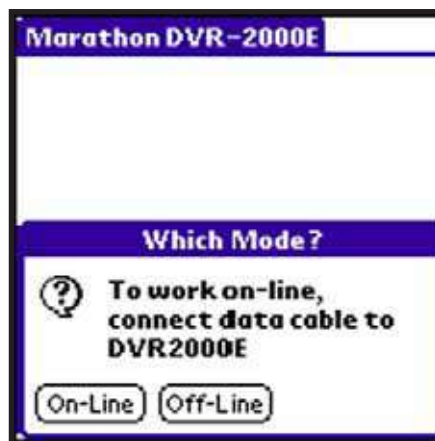 Marathon DVR-2000E
Which Mode?
To work on-line,
connect data cable to
DVR2000E
On-Line Off-Line